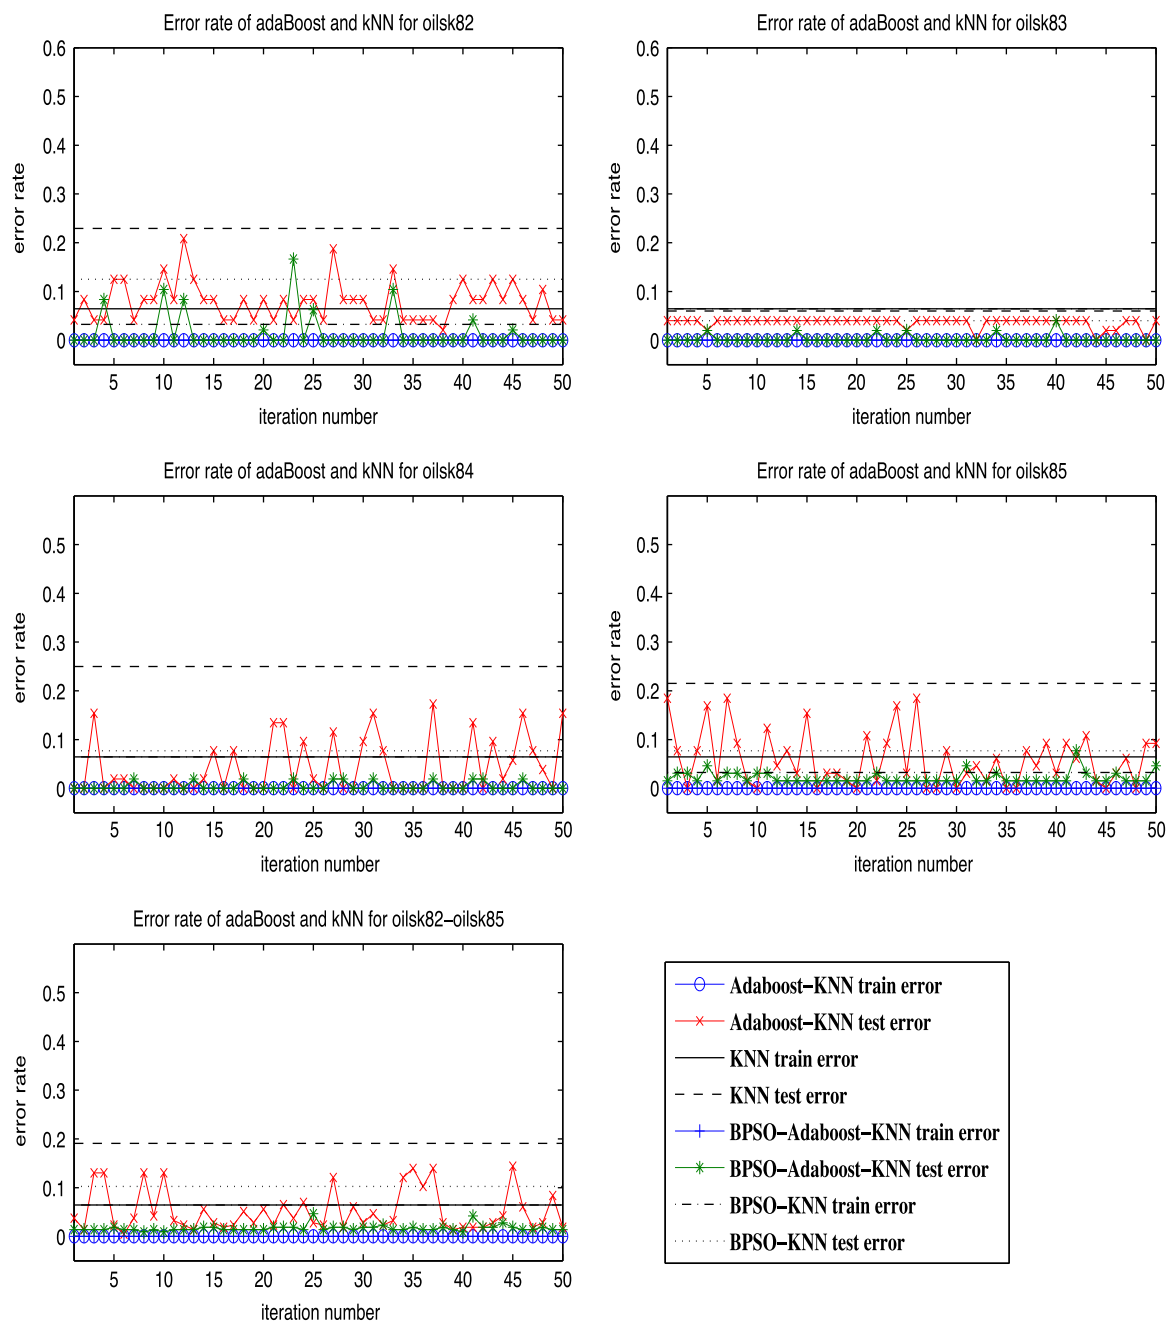 Error rate of adaBoost and kNN for oilsk82
0.6
0.5
0.4
0.3
0.2
0.1
0
error rate
5 10 15 20 25 30 35 40 45 50
iteration number
Error rate of adaBoost and kNN for oilsk83
0.6
0.5
0.4
0.3
0.2
0.1
0
error rate
5 10 15 20 25 30 35 40 45 50
iteration number
Error rate of adaBoost and kNN for oilsk84
0.5
0.4
0.3
0.2
0.1
0
error rate
5 10 15 20 25 30 35 40 45 50
iteration number
Error rate of adaBoost and kNN for oilsk85
0.5
0.4
0.3
0.2
0.1
0
error rate
5 10 15 20 25 30 35 40 45 50
iteration number
Error rate of adaBoost and kNN for oilsk82–oilsk85
0.5
0.4
0.3
0.2
0.1
0
error rate
5 10 15 20 25 30 35 40 45 50
iteration number
Adaboost–KNN train error
Adaboost–KNN test error
KNN train error
KNN test error
BPSO–Adaboost–KNN train error
BPSO–Adaboost–KNN test error
BPSO–KNN train error
BPSO–KNN test error